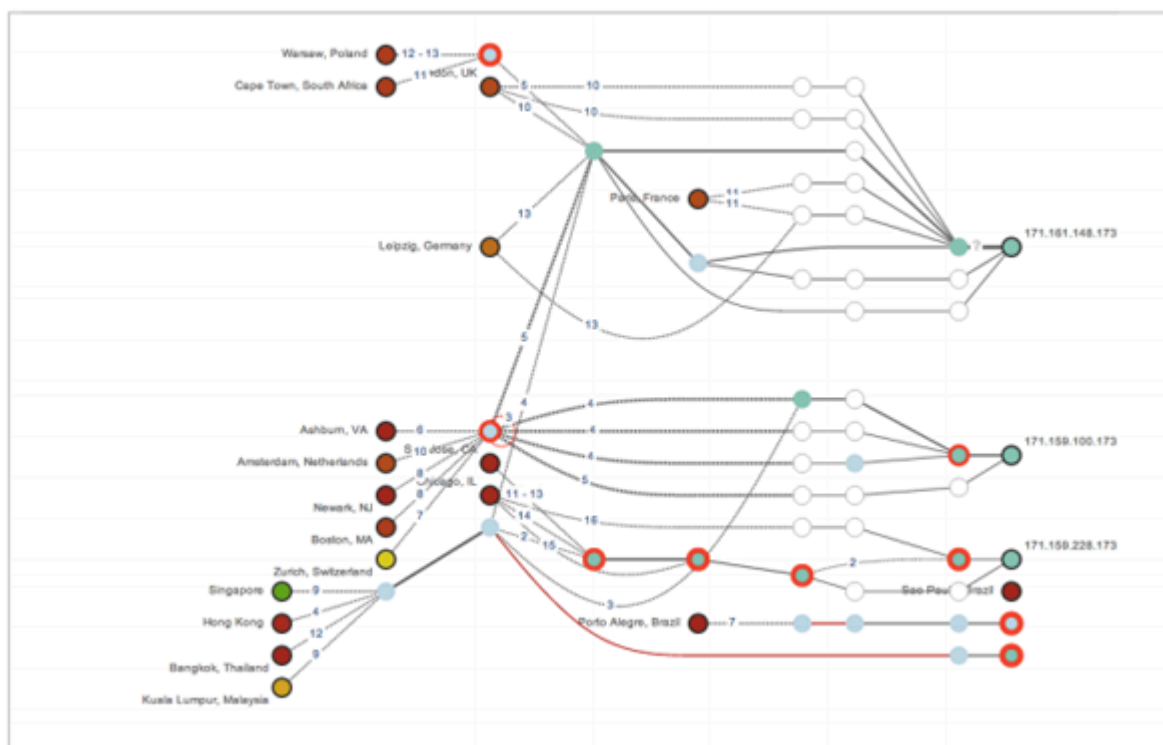 Warsaw, Poland
12 - 13
11
don, UK
Cape Town, South Africa
5
10
10
10
11
11
Paris, France
13
Leipzig, Germany
?
171.161.148.173
13
5
4
3
4
Ashburn, VA
6
4
171.159.100.173
10
Amsterdam, Netherlands
4
8
Chicago, IL
5
8
11 - 13
Newark, NJ
14
16
7
Boston, MA
2
15
171.159.228.173
2
Zurich, Switzerland
Singapore
9
3
Hong Kong
4
Porto Alegre, Brazil
7
12
Bangkok, Thailand
9
Kuala Lumpur, Malaysia